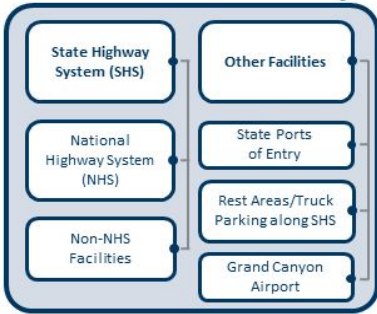 State Highway
System (SHS)
National
Highway System
(NHS)
Non-NHS
Facilities
Other Facilities
State Ports
of Entry
Rest Areas/Truck
Parking along SHS
Grand Canyon
Airport